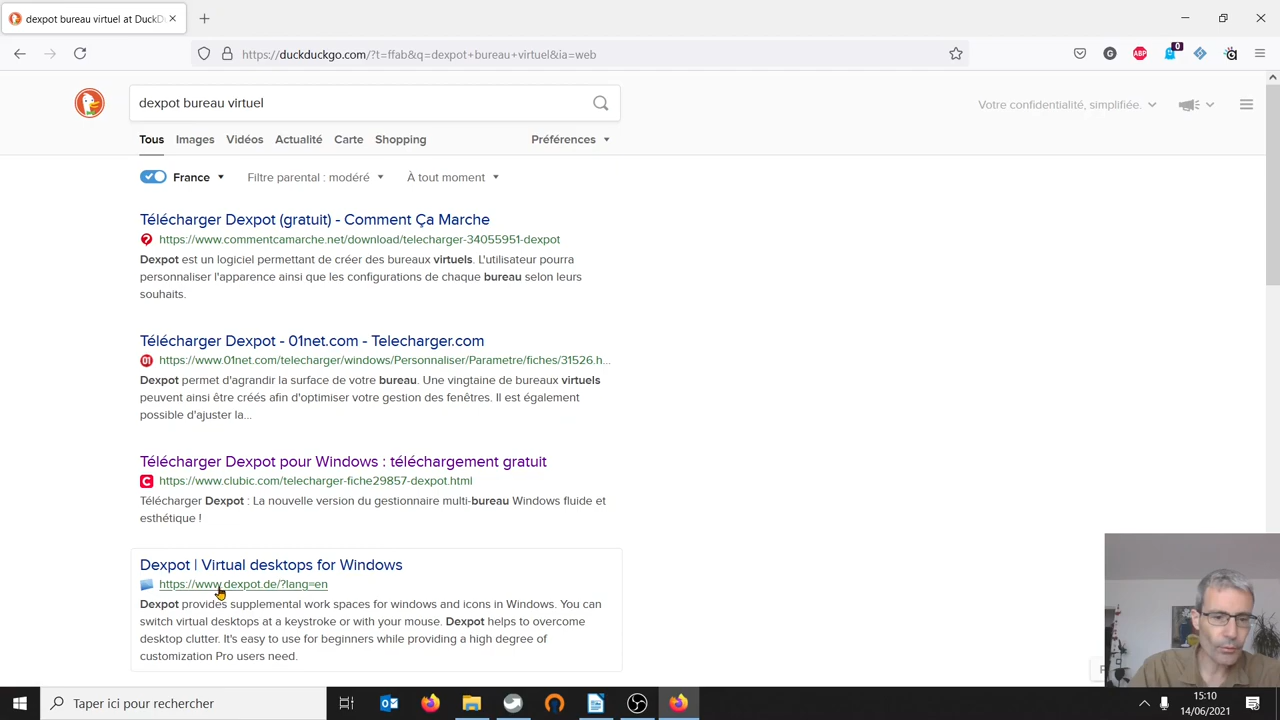 dexpot bureau virtuel at DuckD
https://duckduckgo.com/?t=ffab&q=dexpot+bureau+virtuel&ia=web
G
ABP
0
dexpot bureau virtuel
Votre confidentialité, simplifiée.
Tous Images Vidéos Actualité Carte Shopping Préférences
France Filtre parental : modéré À tout moment
Télécharger Dexpot (gratuit) - Comment Ça Marche
https://www.commentcamarche.net/download/telecharger-34055951-dexpot
Dexpot est un logiciel permettant de créer des bureaux virtuels. L'utilisateur pourra
personnaliser l'apparence ainsi que les configurations de chaque bureau selon leurs
souhaits.
Télécharger Dexpot - 01net.com - Telecharger.com
01 https://www.01net.com/telecharger/windows/Personnaliser/Parametre/fiches/31526.h...
Dexpot permet d'agrandir la surface de votre bureau. Une vingtaine de bureaux virtuels
peuvent ainsi être créés afin d'optimiser votre gestion des fenêtres. Il est également
possible d'ajuster la...
Télécharger Dexpot pour Windows : téléchargement gratuit
C https://www.clubic.com/telecharger-fiche29857-dexpot.html
Télécharger Dexpot : La nouvelle version du gestionnaire multi-bureau Windows fluide et
esthétique !
Dexpot | Virtual desktops for Windows
https://www.dexpot.de/?lang=en
Dexpot provides supplemental work spaces for windows and icons in Windows. You can
switch virtual desktops at a keystroke or with your mouse. Dexpot helps to overcome
desktop clutter. It's easy to use for beginners while providing a high degree of
customization Pro users need.
Taper ici pour rechercher
15:10
14/06/2021